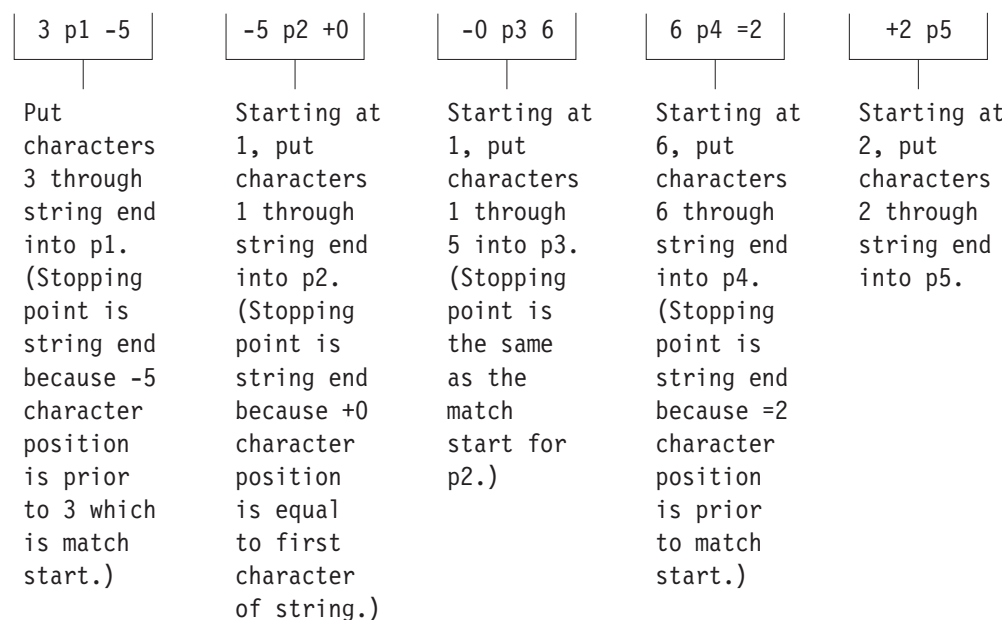 3 p1 -5
-5 p2 +0
-0 p3 6
6 p4 =2
+2 p5
Put
characters
3 through
string end
into p1.
(Stopping
point is
string end
because -5
character
position
is prior
to 3 which
is match
start.)
Starting at
1, put
characters
1 through
string end
into p2.
(Stopping
point is
string end
because +0
character
position
is equal
to first
character
of string.)
Starting at
1, put
characters
1 through
5 into p3.
(Stopping
point is
the same
as the
match
start for
p2.)
Starting at
6, put
characters
6 through
string end
into p4.
(Stopping
point is
string end
because =2
character
position
is prior
to match
start.)
Starting at
2, put
characters
2 through
string end
into p5.